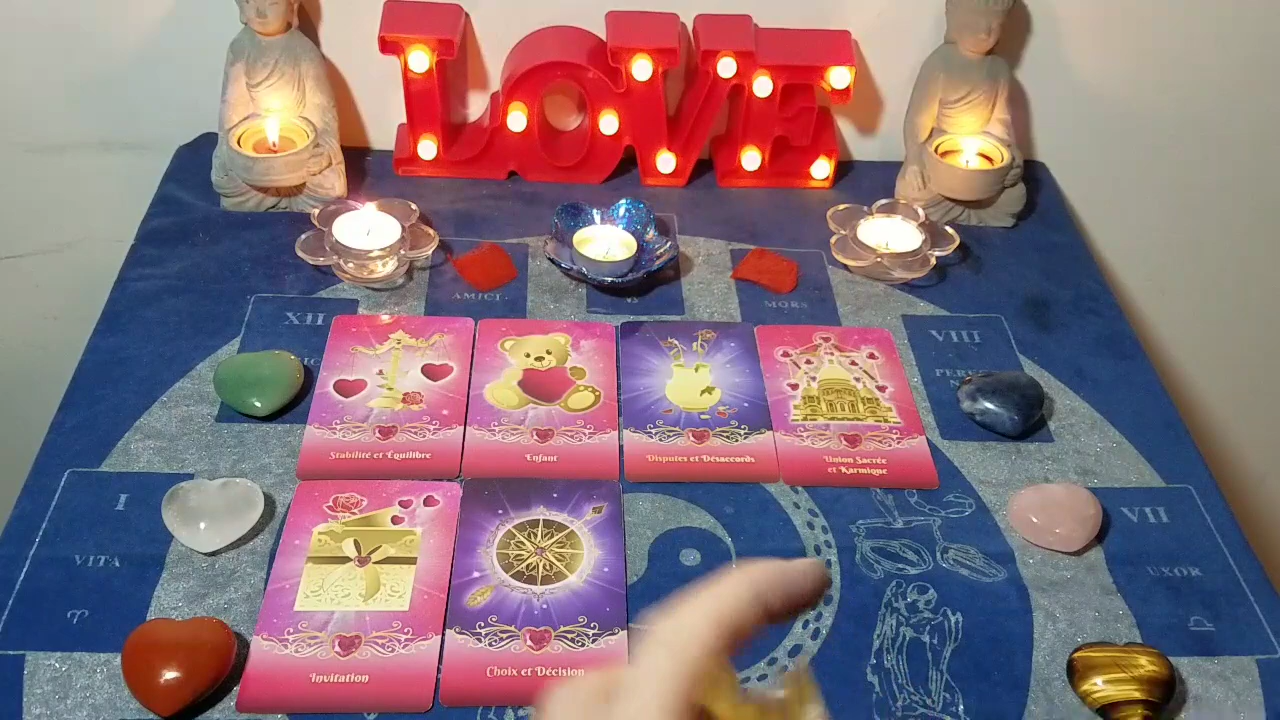 LOVE
AMICI.
MORS
XII
VIII
Stabilité et Équilibre
Enfant
Disputes et Désaccords
Union Sacrée
et Karmique
I
VITA
VII
UXOR
Invitation
Choix et Décision